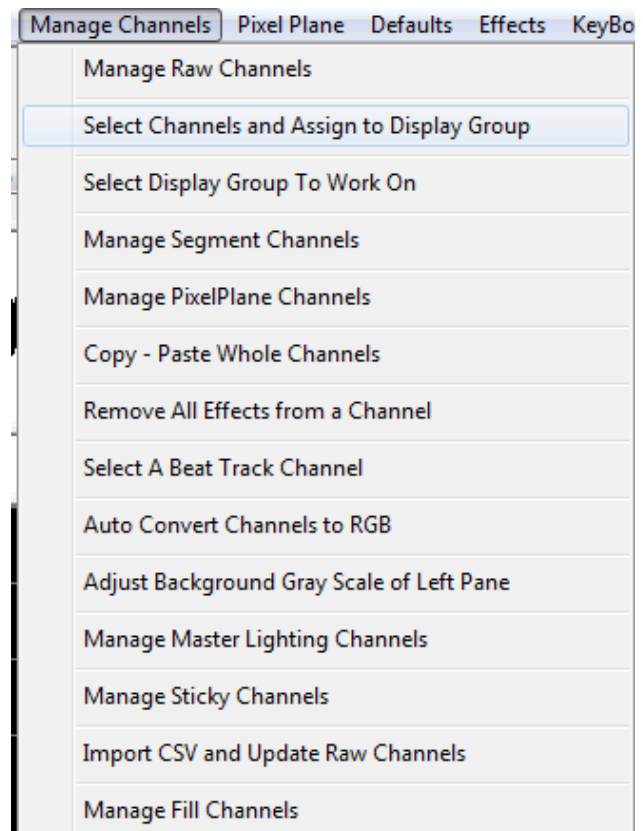 Manage Channels Pixel Plane Defaults Effects KeyBo
Manage Raw Channels
Select Channels and Assign to Display Group
Select Display Group To Work On
Manage Segment Channels
Manage PixelPlane Channels
Copy - Paste Whole Channels
Remove All Effects from a Channel
Select A Beat Track Channel
Auto Convert Channels to RGB
Adjust Background Gray Scale of Left Pane
Manage Master Lighting Channels
Manage Sticky Channels
Import CSV and Update Raw Channels
Manage Fill Channels